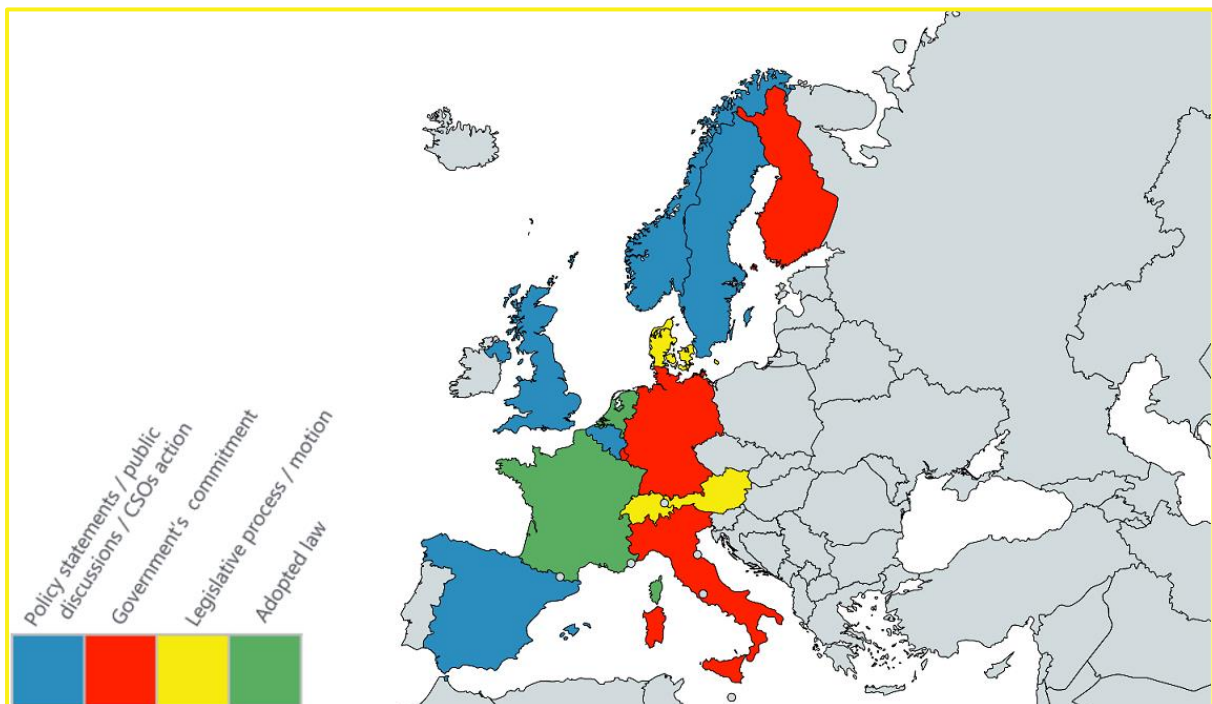 Policy statements / public
discussions / CSOs action
Government's commitment
Legislative process / motion
Adopted law